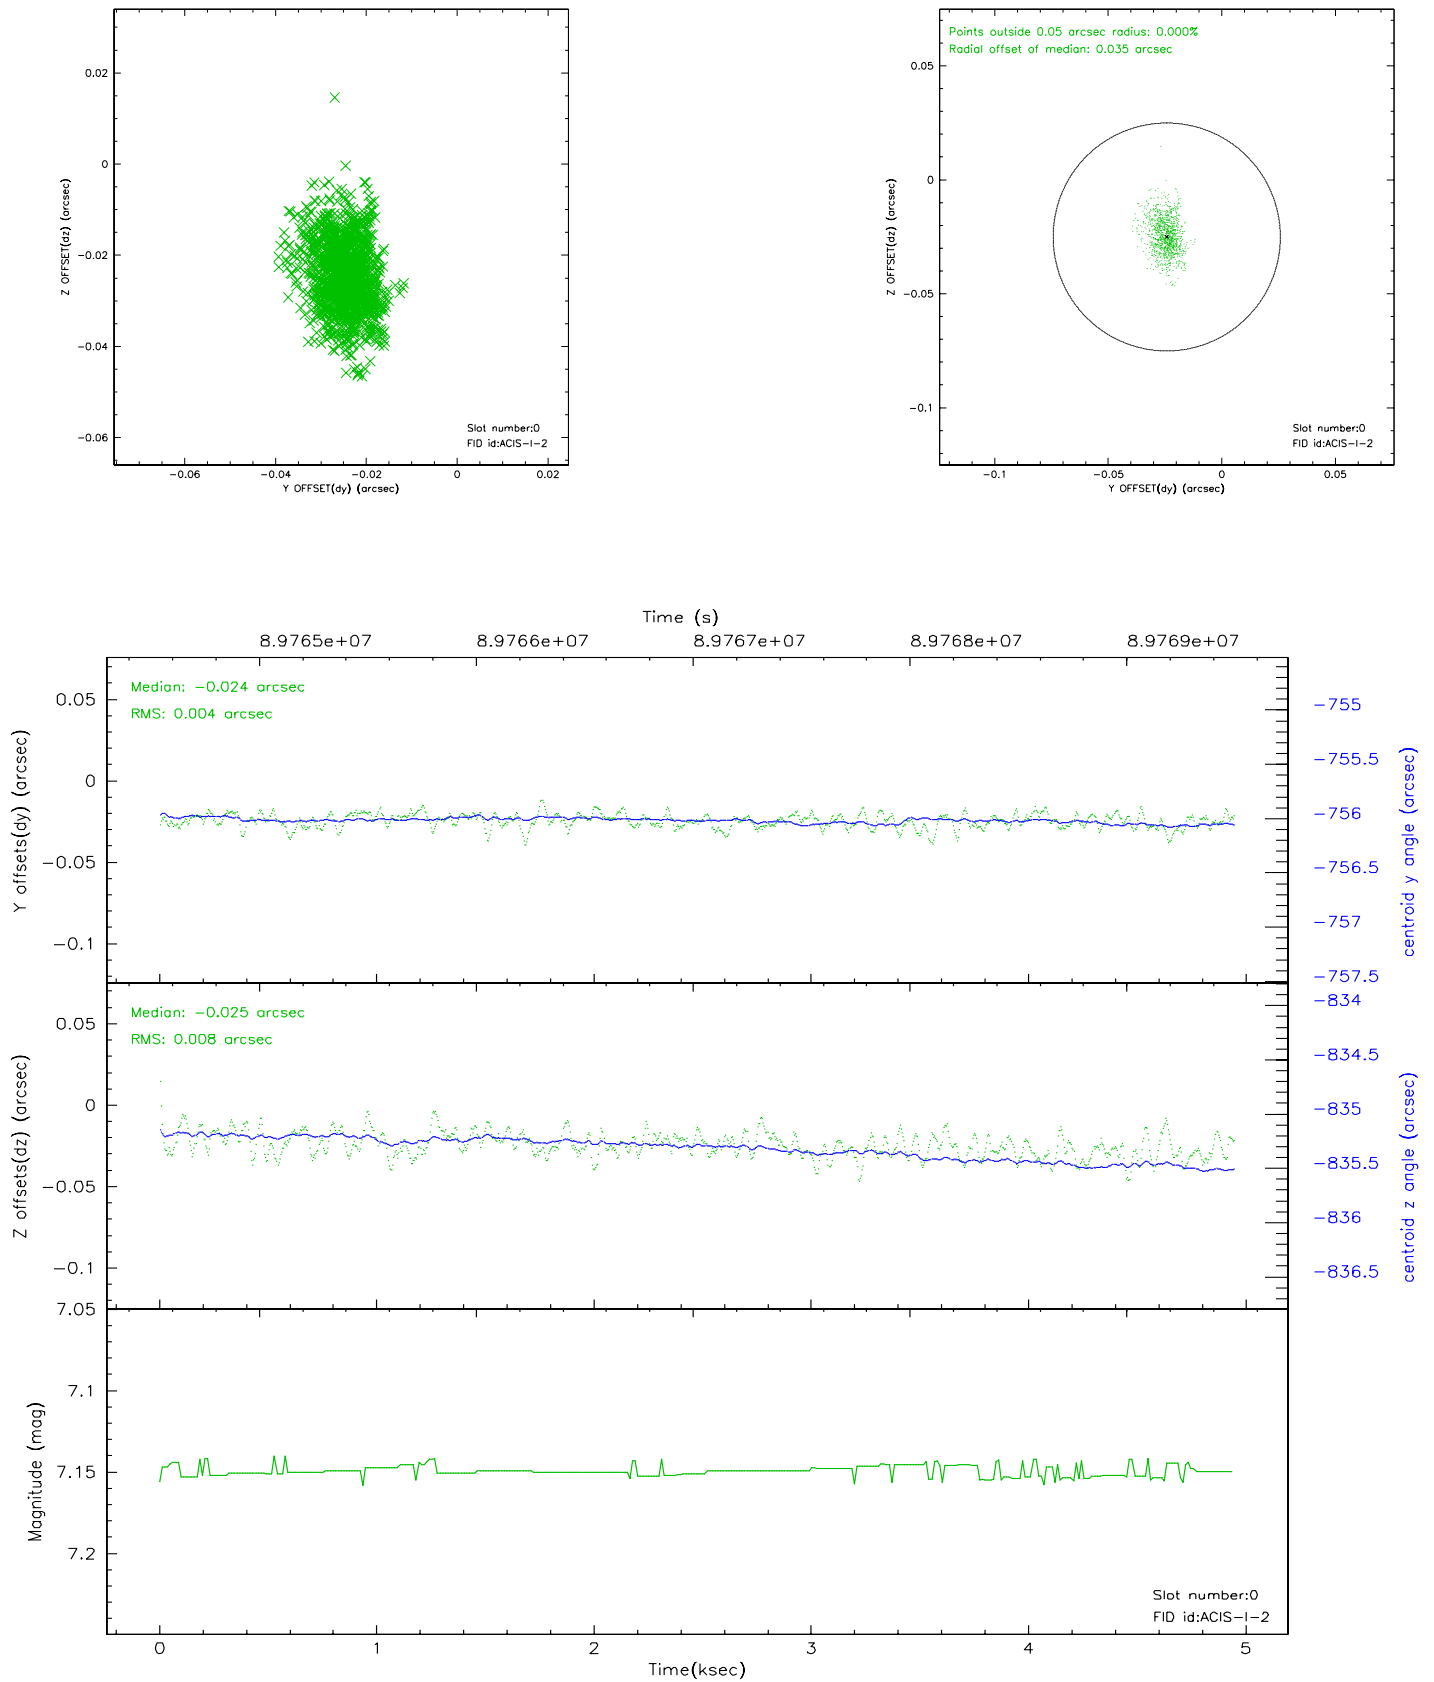 0.02
0
-0.02
-0.04
-0.06
Z OFFSET(dz) (arcsec)
Slot number:0
FID id:ACIS-I-2
-0.06 -0.04 -0.02 0 0.02
Y OFFSET(dy) (arcsec)
Points outside 0.05 arcsec radius: 0.000%
Radial offset of median: 0.035 arcsec
0.05
0
-0.05
-0.1
Z OFFSET(dz) (arcsec)
Slot number:0
FID id:ACIS-I-2
-0.1 -0.05 0 0.05
Y OFFSET(dy) (arcsec)
Time (s)
8.9765e+07 8.9766e+07 8.9767e+07 8.9768e+07 8.9769e+07
Median: -0.024 arcsec
RMS: 0.004 arcsec
0.05
0
-0.05
-0.1
Y offsets(dy) (arcsec)
-755
-755.5
-756
-756.5
-757
-757.5
centroid y angle (arcsec)
Median: -0.025 arcsec
RMS: 0.008 arcsec
0.05
0
-0.05
-0.1
Z offsets(dz) (arcsec)
-834
-834.5
-835
-835.5
-836
-836.5
centroid z angle (arcsec)
7.05
7.1
7.15
7.2
Magnitude (mag)
Slot number:0
FID id:ACIS-I-2
0 1 2 3 4 5
Time(ksec)